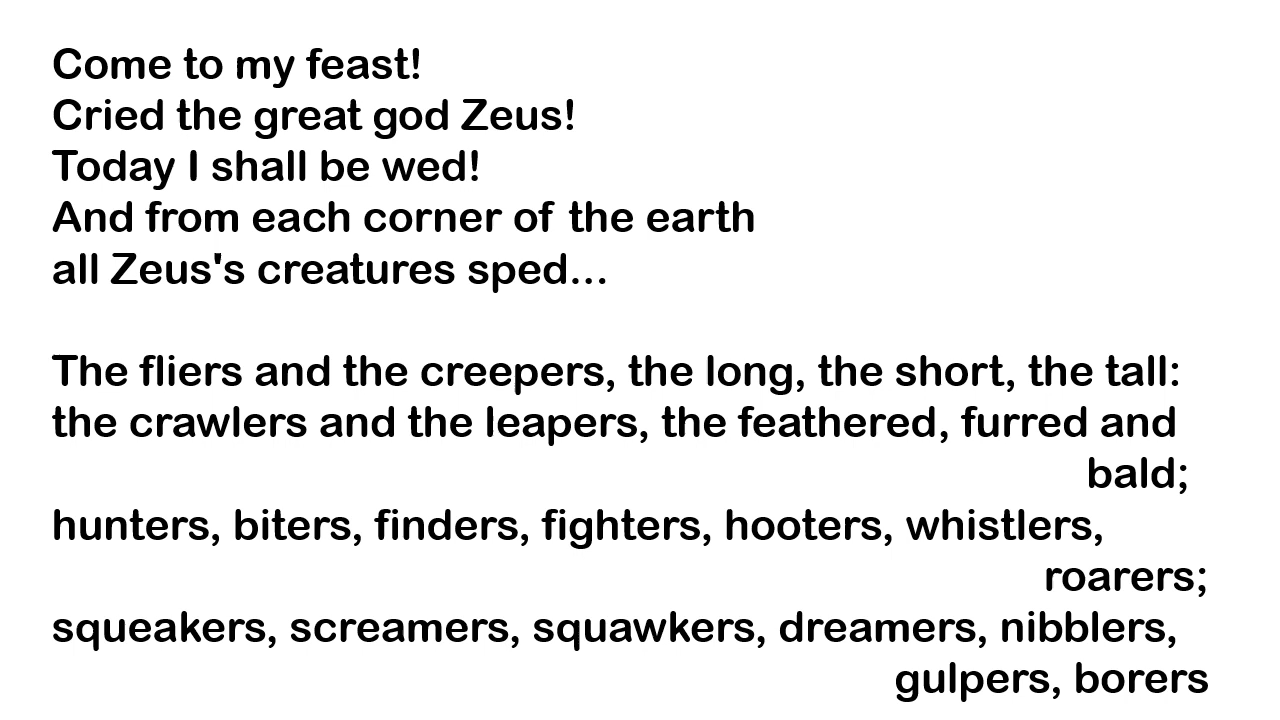 Come to my feast!
Cried the great god Zeus!
Today I shall be wed!
And from each corner of the earth
all Zeus's creatures sped...
The fliers and the creepers, the long, the short, the tall:
the crawlers and the leapers, the feathered, furred and
bald;
hunters, biters, finders, fighters, hooters, whistlers,
roarers;
squeakers, screamers, squawkers, dreamers, nibblers,
gulpers, borers